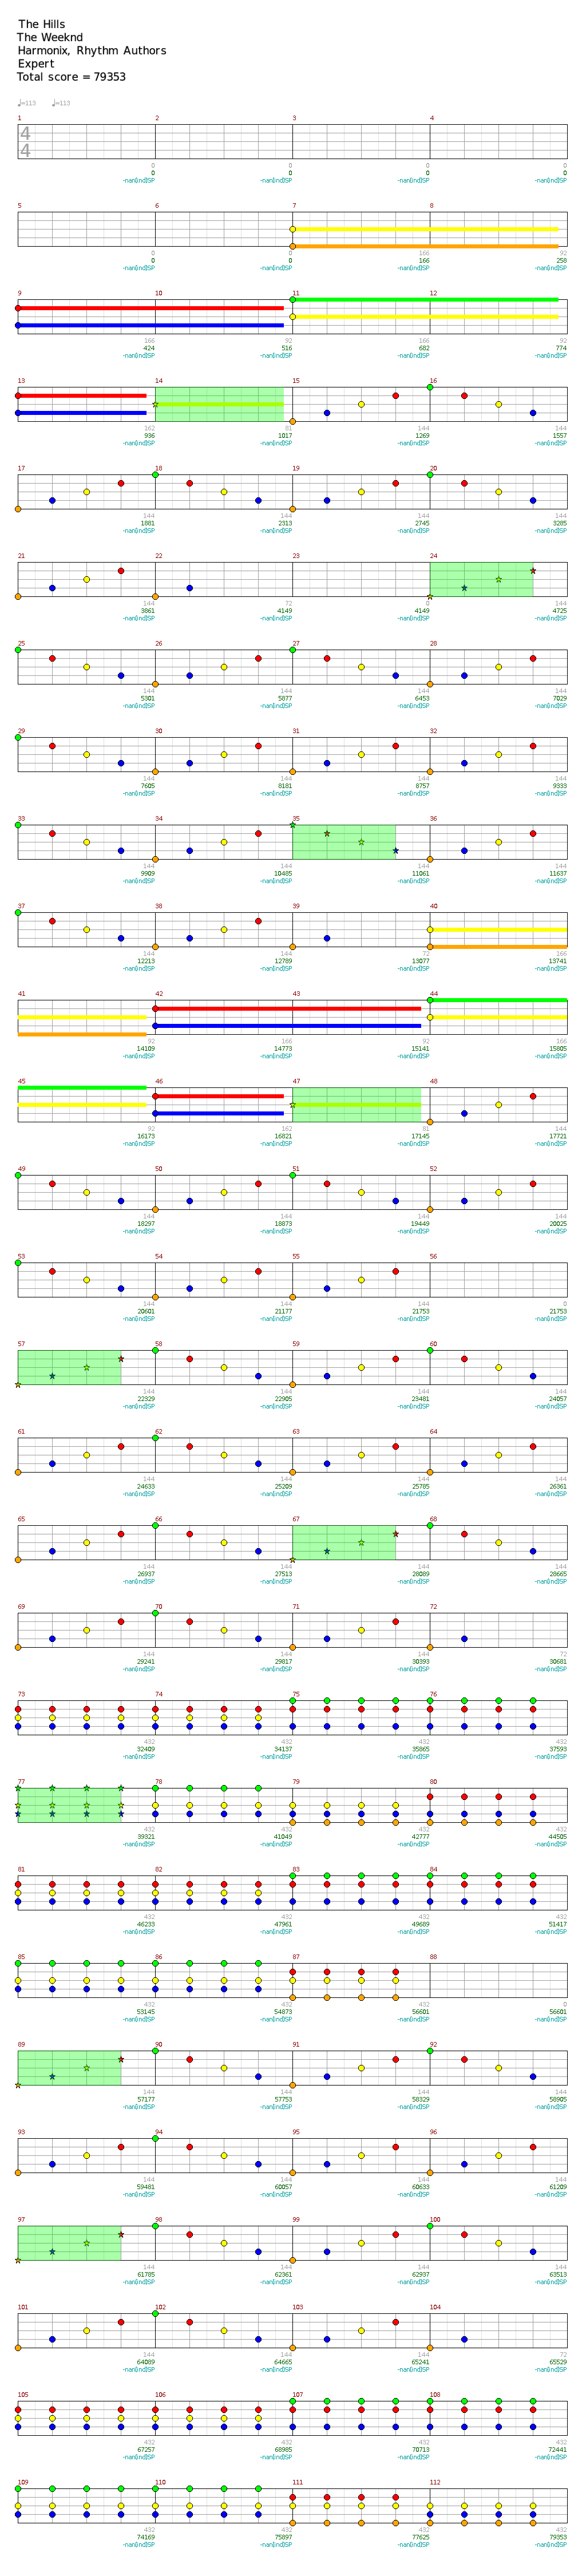 The Hills
The Weeknd
Harmonix, Rhythm Authors
Expert
Total score = 79353
♩=113 ♩=113
1 2 3 4
4
4
0 0 0 0
0 0 0 0
-nan(ind)SP -nan(ind)SP -nan(ind)SP -nan(ind)SP
5 6 7 8
0 0 166 92
0 0 166 258
-nan(ind)SP -nan(ind)SP -nan(ind)SP -nan(ind)SP
9 10 11 12
166 92 166 92
424 516 682 774
-nan(ind)SP -nan(ind)SP -nan(ind)SP -nan(ind)SP
13 14 15 16
162 81 144 144
936 1017 1269 1557
-nan(ind)SP -nan(ind)SP -nan(ind)SP -nan(ind)SP
17 18 19 20
144 144 144 144
1881 2313 2745 3285
-nan(ind)SP -nan(ind)SP -nan(ind)SP -nan(ind)SP
21 22 23 24
144 72 0 144
3861 4149 4149 4725
-nan(ind)SP -nan(ind)SP -nan(ind)SP -nan(ind)SP
25 26 27 28
144 144 144 144
5301 5877 6453 7029
-nan(ind)SP -nan(ind)SP -nan(ind)SP -nan(ind)SP
29 30 31 32
144 144 144 144
7605 8181 8757 9333
-nan(ind)SP -nan(ind)SP -nan(ind)SP -nan(ind)SP
33 34 35 36
144 144 144 144
9909 10485 11061 11637
-nan(ind)SP -nan(ind)SP -nan(ind)SP -nan(ind)SP
37 38 39 40
144 144 72 166
12213 12789 13077 13741
-nan(ind)SP -nan(ind)SP -nan(ind)SP -nan(ind)SP
41 42 43 44
92 166 92 166
14109 14773 15141 15805
-nan(ind)SP -nan(ind)SP -nan(ind)SP -nan(ind)SP
45 46 47 48
92 162 81 144
16173 16821 17145 17721
-nan(ind)SP -nan(ind)SP -nan(ind)SP -nan(ind)SP
49 50 51 52
144 144 144 144
18297 18873 19449 20025
-nan(ind)SP -nan(ind)SP -nan(ind)SP -nan(ind)SP
53 54 55 56
144 144 144 0
20601 21177 21753 21753
-nan(ind)SP -nan(ind)SP -nan(ind)SP -nan(ind)SP
57 58 59 60
144 144 144 144
22329 22905 23481 24057
-nan(ind)SP -nan(ind)SP -nan(ind)SP -nan(ind)SP
61 62 63 64
144 144 144 144
24633 25209 25785 26361
-nan(ind)SP -nan(ind)SP -nan(ind)SP -nan(ind)SP
65 66 67 68
144 144 144 144
26937 27513 28089 28665
-nan(ind)SP -nan(ind)SP -nan(ind)SP -nan(ind)SP
69 70 71 72
144 144 144 72
29241 29817 30393 30681
-nan(ind)SP -nan(ind)SP -nan(ind)SP -nan(ind)SP
73 74 75 76
432 432 432 432
32409 34137 35865 37593
-nan(ind)SP -nan(ind)SP -nan(ind)SP -nan(ind)SP
77 78 79 80
432 432 432 432
39321 41049 42777 44505
-nan(ind)SP -nan(ind)SP -nan(ind)SP -nan(ind)SP
81 82 83 84
432 432 432 432
46233 47961 49689 51417
-nan(ind)SP -nan(ind)SP -nan(ind)SP -nan(ind)SP
85 86 87 88
432 432 432 0
53145 54873 56601 56601
-nan(ind)SP -nan(ind)SP -nan(ind)SP -nan(ind)SP
89 90 91 92
144 144 144 144
57177 57753 58329 58905
-nan(ind)SP -nan(ind)SP -nan(ind)SP -nan(ind)SP
93 94 95 96
144 144 144 144
59481 60057 60633 61209
-nan(ind)SP -nan(ind)SP -nan(ind)SP -nan(ind)SP
97 98 99 100
144 144 144 144
61785 62361 62937 63513
-nan(ind)SP -nan(ind)SP -nan(ind)SP -nan(ind)SP
101 102 103 104
144 144 144 72
64089 64665 65241 65529
-nan(ind)SP -nan(ind)SP -nan(ind)SP -nan(ind)SP
105 106 107 108
432 432 432 432
67257 68985 70713 72441
-nan(ind)SP -nan(ind)SP -nan(ind)SP -nan(ind)SP
109 110 111 112
432 432 432 432
74169 75897 77625 79353
-nan(ind)SP -nan(ind)SP -nan(ind)SP -nan(ind)SP